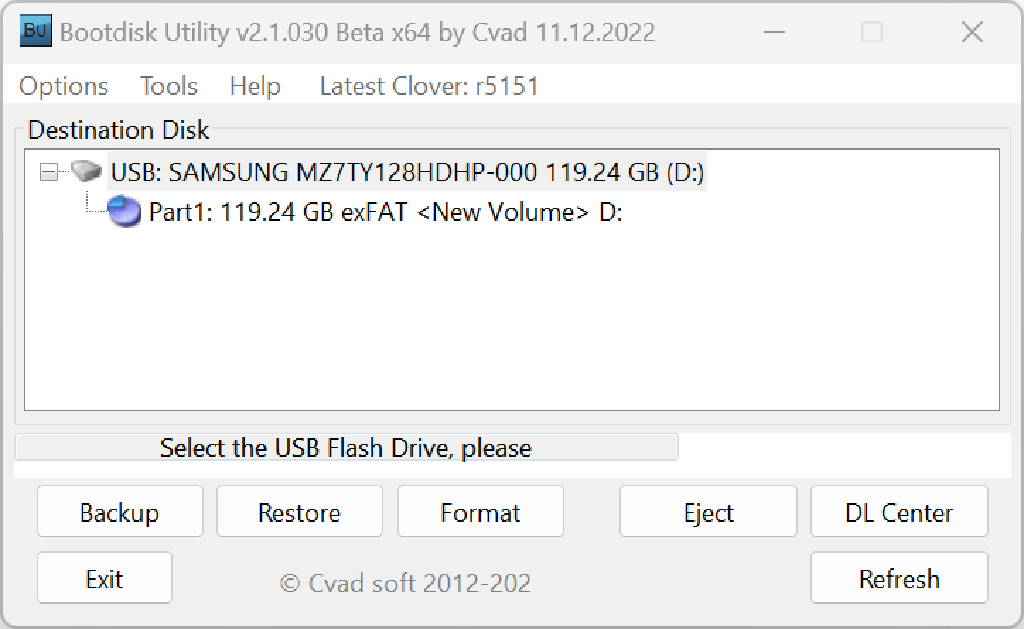 BU Bootdisk Utility v2.1.030 Beta x64 by Cvad 11.12.2022
Options Tools Help Latest Clover: r5151
Destination Disk
USB: SAMSUNG MZ7TY128HDHP-000 119.24 GB (D:)
Part1: 119.24 GB exFAT <New Volume> D:
Select the USB Flash Drive, please
Backup Restore Format Eject DL Center
Exit © Cvad soft 2012-202 Refresh